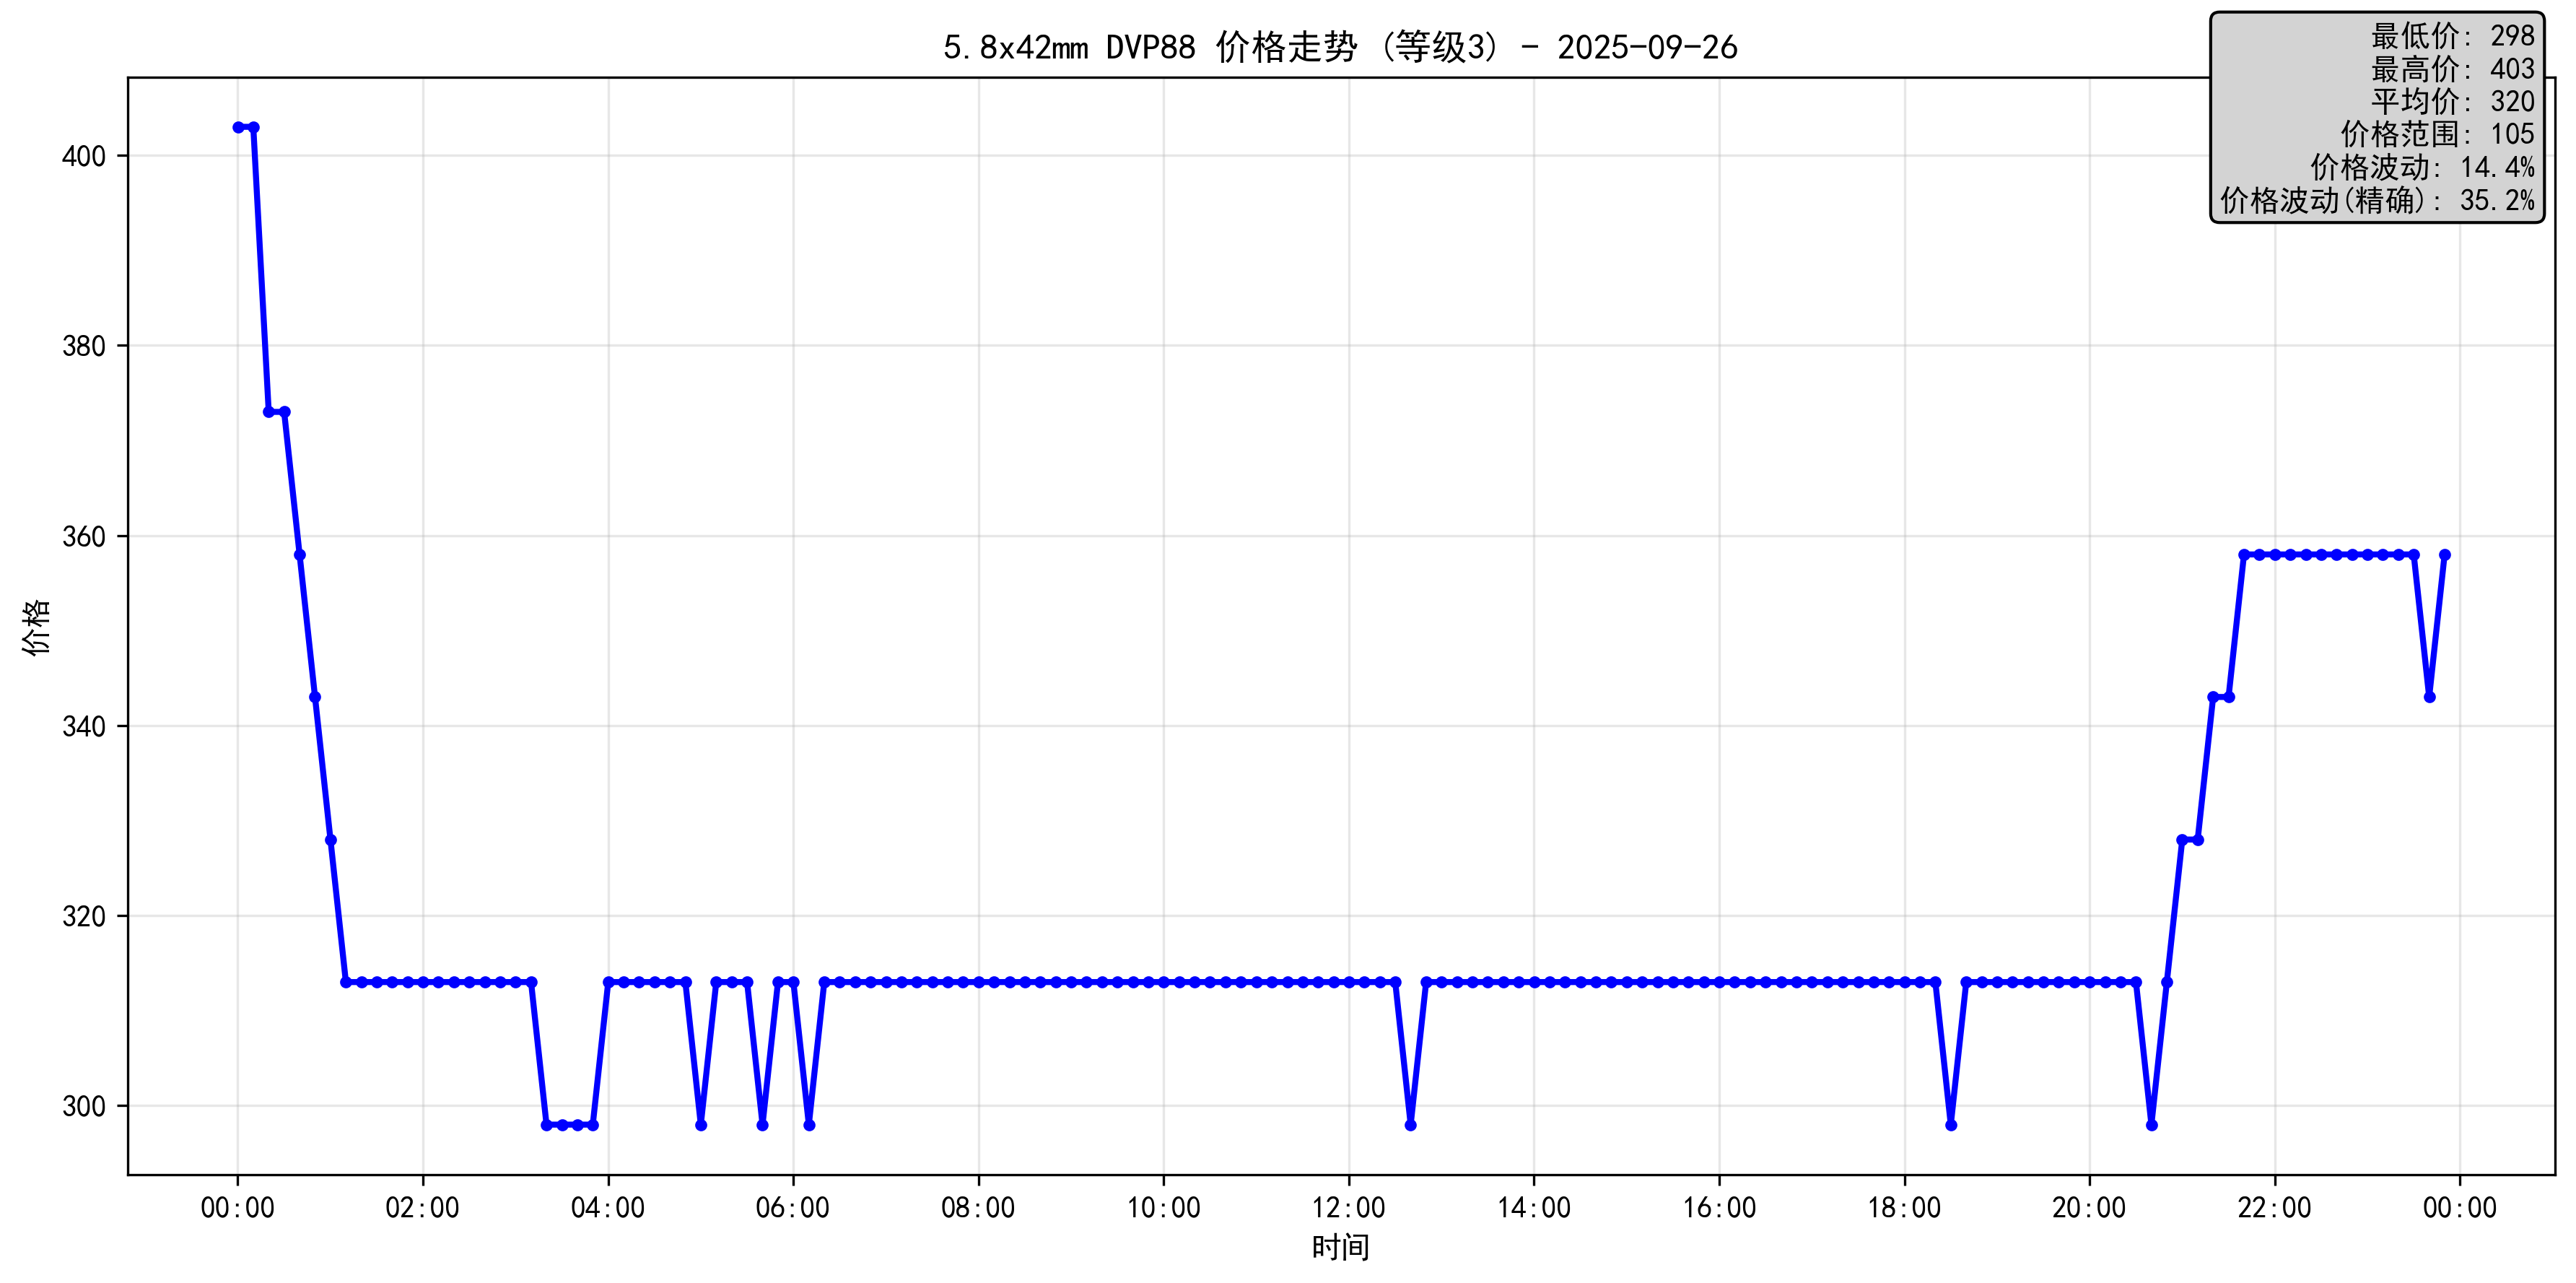 5.8x42mm DVP88 价格走势 (等级3) - 2025-09-26
最低价: 298
最高价: 403
平均价: 320
价格范围: 105
价格波动: 14.4%
价格波动(精确): 35.2%
400
380
360
340
320
300
价格
00:00 02:00 04:00 06:00 08:00 10:00 12:00 14:00 16:00 18:00 20:00 22:00 00:00
时间